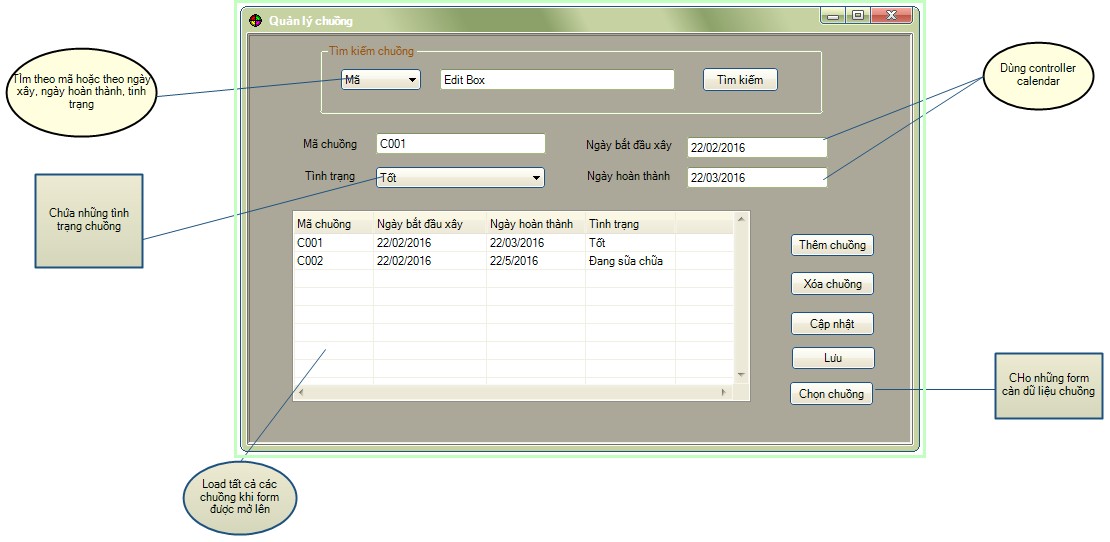 Quản lý chuồng
Tìm kiếm chuồng
Mã
Edit Box
Tìm kiếm
TÌm theo mã hoặc theo ngày
xây, ngày hoàn thành, tinh
trạng
Dùng controller
calendar
Mã chuồng
C001
Ngày bắt đầu xây
22/02/2016
Tình trạng
Tốt
Ngày hoàn thành
22/03/2016
Chứa những tình
trạng chuồng
Mã chuồng Ngày bắt đầu xây Ngày hoàn thành Tình trạng
C001 22/02/2016 22/03/2016 Tốt
C002 22/02/2016 22/5/2016 Đang sữa chữa
Thêm chuồng
Xóa chuồng
Cập nhật
Lưu
Chọn chuồng
CHo những form
càn dữ liệu chuồng
Load tất cả các
chuồng khi form
được mở lên